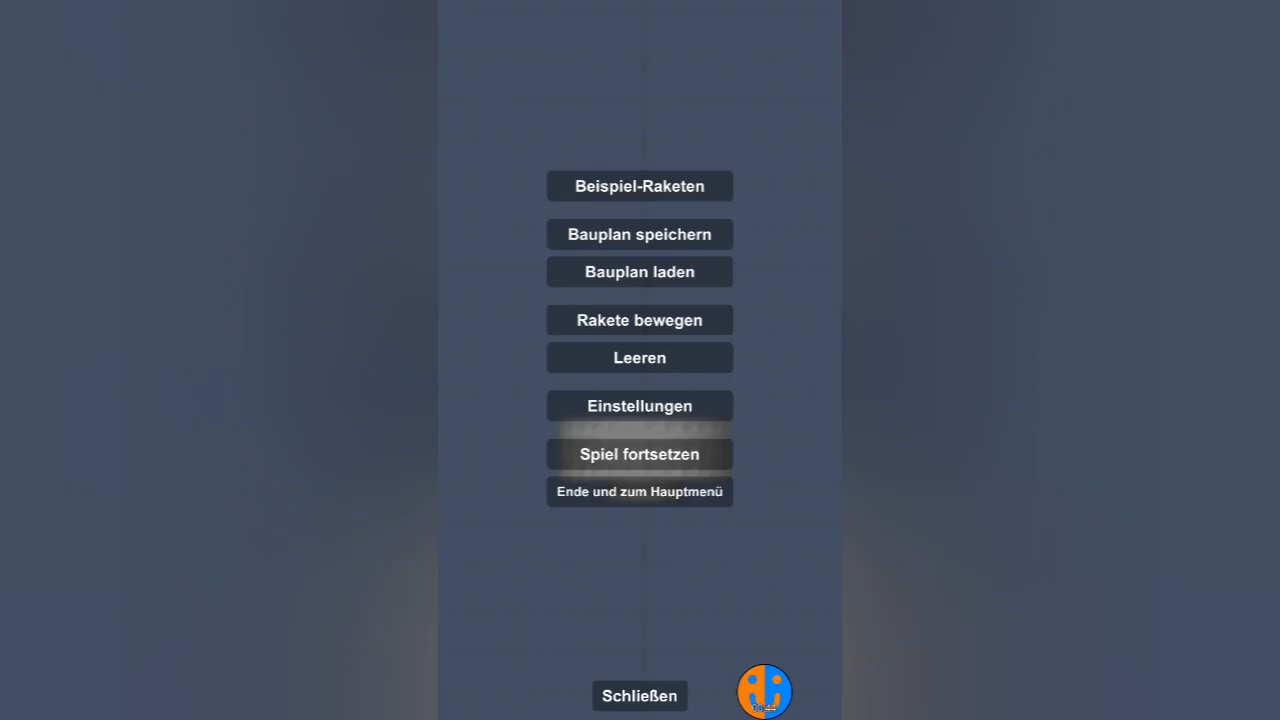 Beispiel-Raketen
Bauplan speichern
Bauplan laden
Rakete bewegen
Leeren
Einstellungen
Spiel fortsetzen
Ende und zum Hauptmenü
Schließen